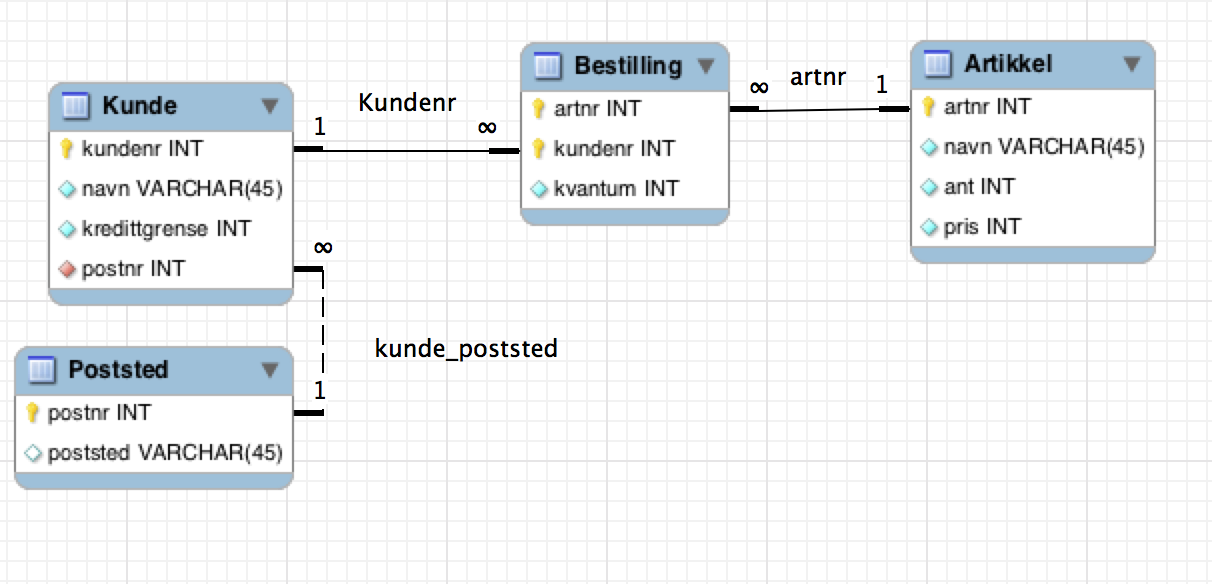 Kunde
kundenr INT
navn VARCHAR(45)
kredittgrense INT
postnr INT
1
Kundenr
∞
Bestilling
artnr INT
kundenr INT
kvantum INT
∞
artnr
1
Artikkel
artnr INT
navn VARCHAR(45)
ant INT
pris INT
∞
kunde_poststed
1
Poststed
postnr INT
poststed VARCHAR(45)